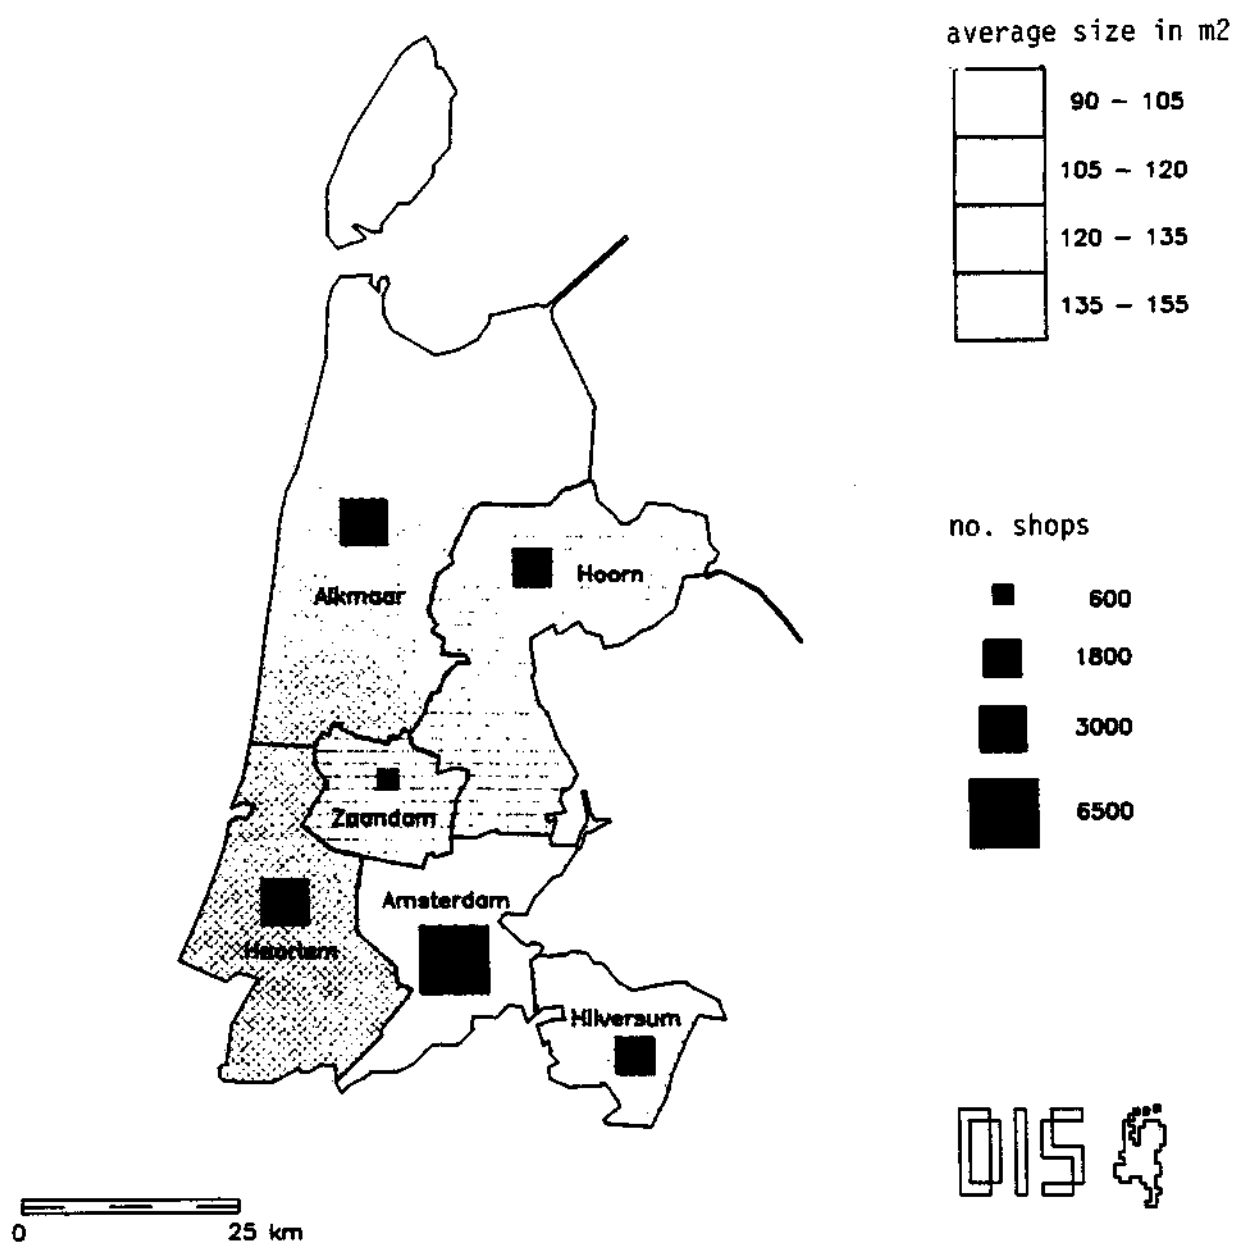 average size in m2
90 - 105
105 - 120
120 - 135
135 - 155
Hoorn
Alkmaar
Zaandam
Amsterdam
Haarlem
Hilversum
no. shops
600
1800
3000
6500
DIS
0 25 km